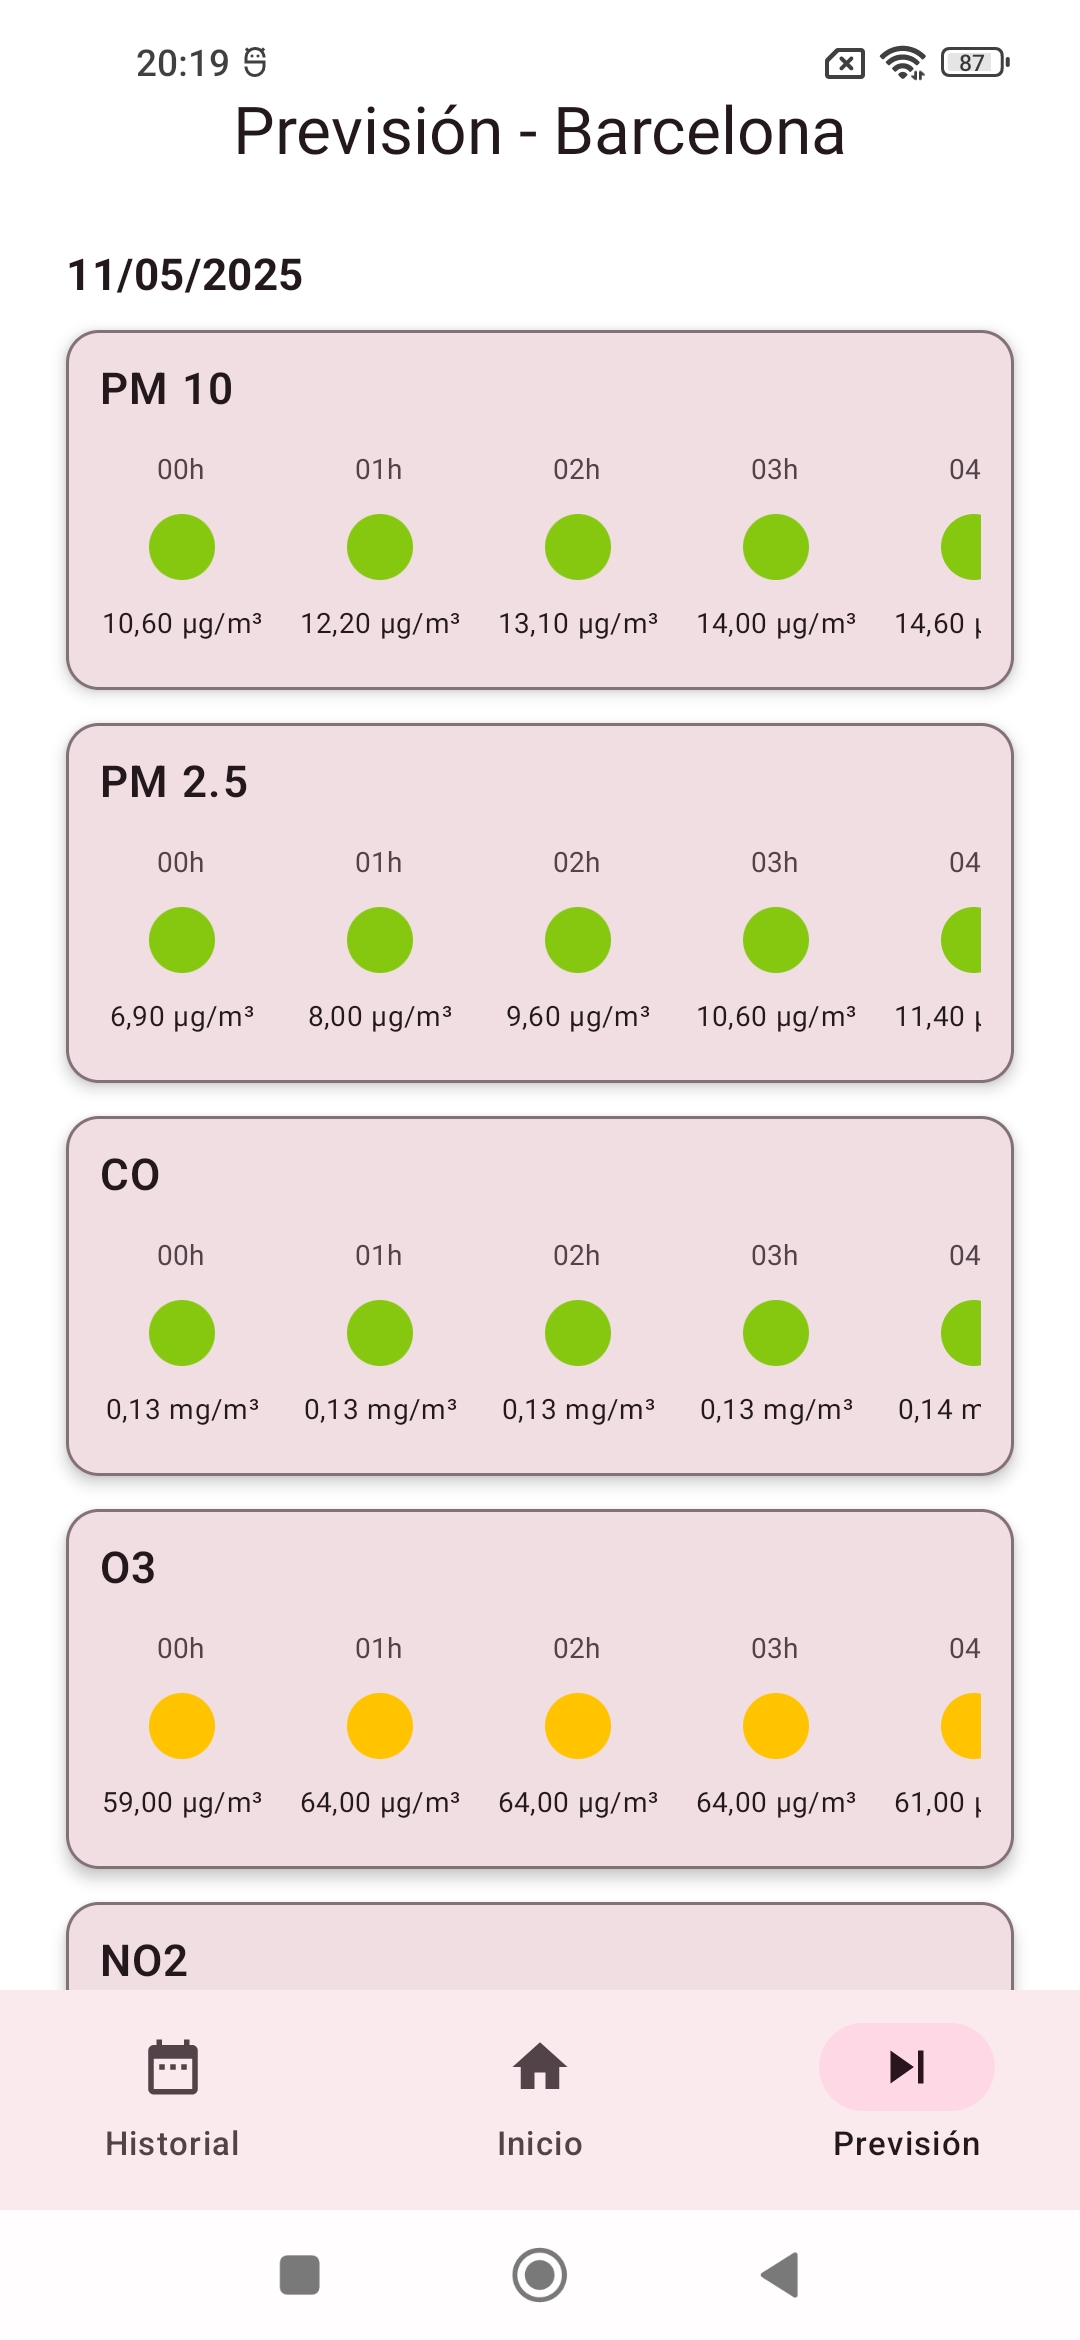 20:19
87
Previsión - Barcelona
11/05/2025
PM 10
00h 01h 02h 03h 04
10,60 µg/m³ 12,20 µg/m³ 13,10 µg/m³ 14,00 µg/m³ 14,60
PM 2.5
00h 01h 02h 03h 04
6,90 µg/m³ 8,00 µg/m³ 9,60 µg/m³ 10,60 µg/m³ 11,40
CO
00h 01h 02h 03h 04
0,13 mg/m³ 0,13 mg/m³ 0,13 mg/m³ 0,13 mg/m³ 0,14
O3
00h 01h 02h 03h 04
59,00 µg/m³ 64,00 µg/m³ 64,00 µg/m³ 64,00 µg/m³ 61,00
NO2
Historial Inicio Previsión